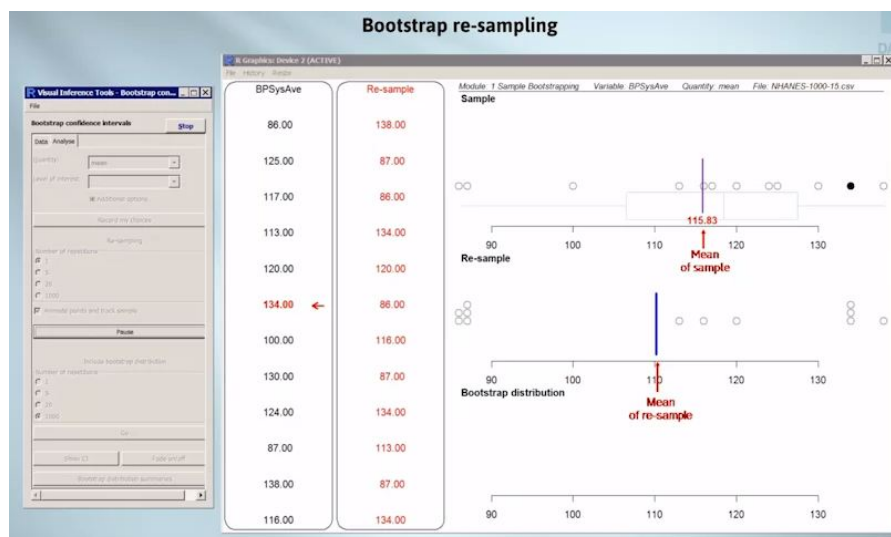 Bootstrap re-sampling
R Graphics: Device 2 (ACTIVE)
File History Resize
Visual Inference Tools - Bootstrap con...
File
Bootstrap confidence intervals
Stop
Data Analyse
Quantity:
mean
Level of interest:
Additional options
Record my choices
Re-sampling
Number of repetitions
1
5
20
1000
Animate points and track sample
Pause
Include bootstrap distribution
Number of repetitions
1
5
20
1000
Go
Show CI
Fade on/off
Bootstrap distribution summaries
BPSysAve
86.00
125.00
117.00
113.00
120.00
134.00 ←
100.00
130.00
124.00
87.00
138.00
116.00
Re-sample
138.00
87.00
86.00
134.00
120.00
86.00
116.00
87.00
134.00
113.00
87.00
134.00
Module: 1 Sample Bootstrapping Variable: BPSysAve Quantity: mean File: NHANES-1000-15.csv
Sample
115.83
90 100 110 120 130
Mean
of sample
Re-sample
90 100 110 120 130
Mean
of re-sample
Bootstrap distribution
90 100 110 120 130